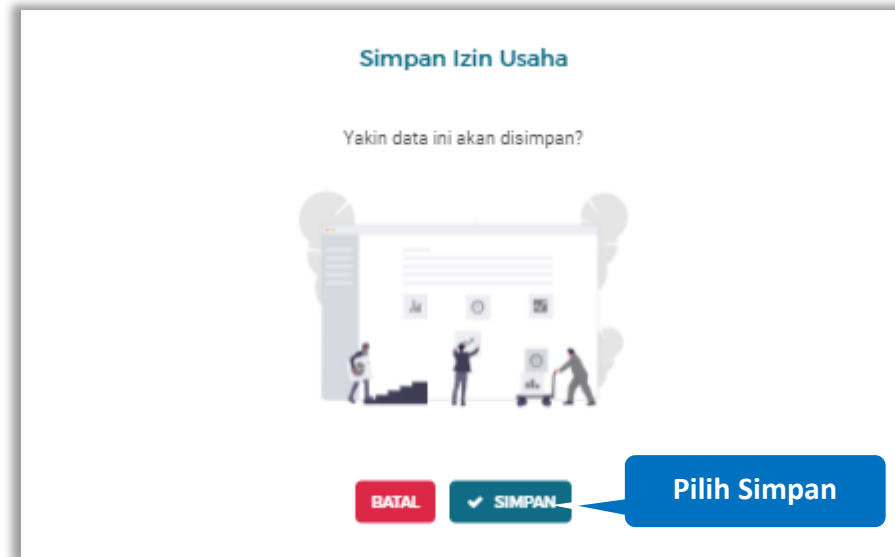 Simpan Izin Usaha
Yakin data ini akan disimpan?
BATAL
SIMPAN
Pilih Simpan